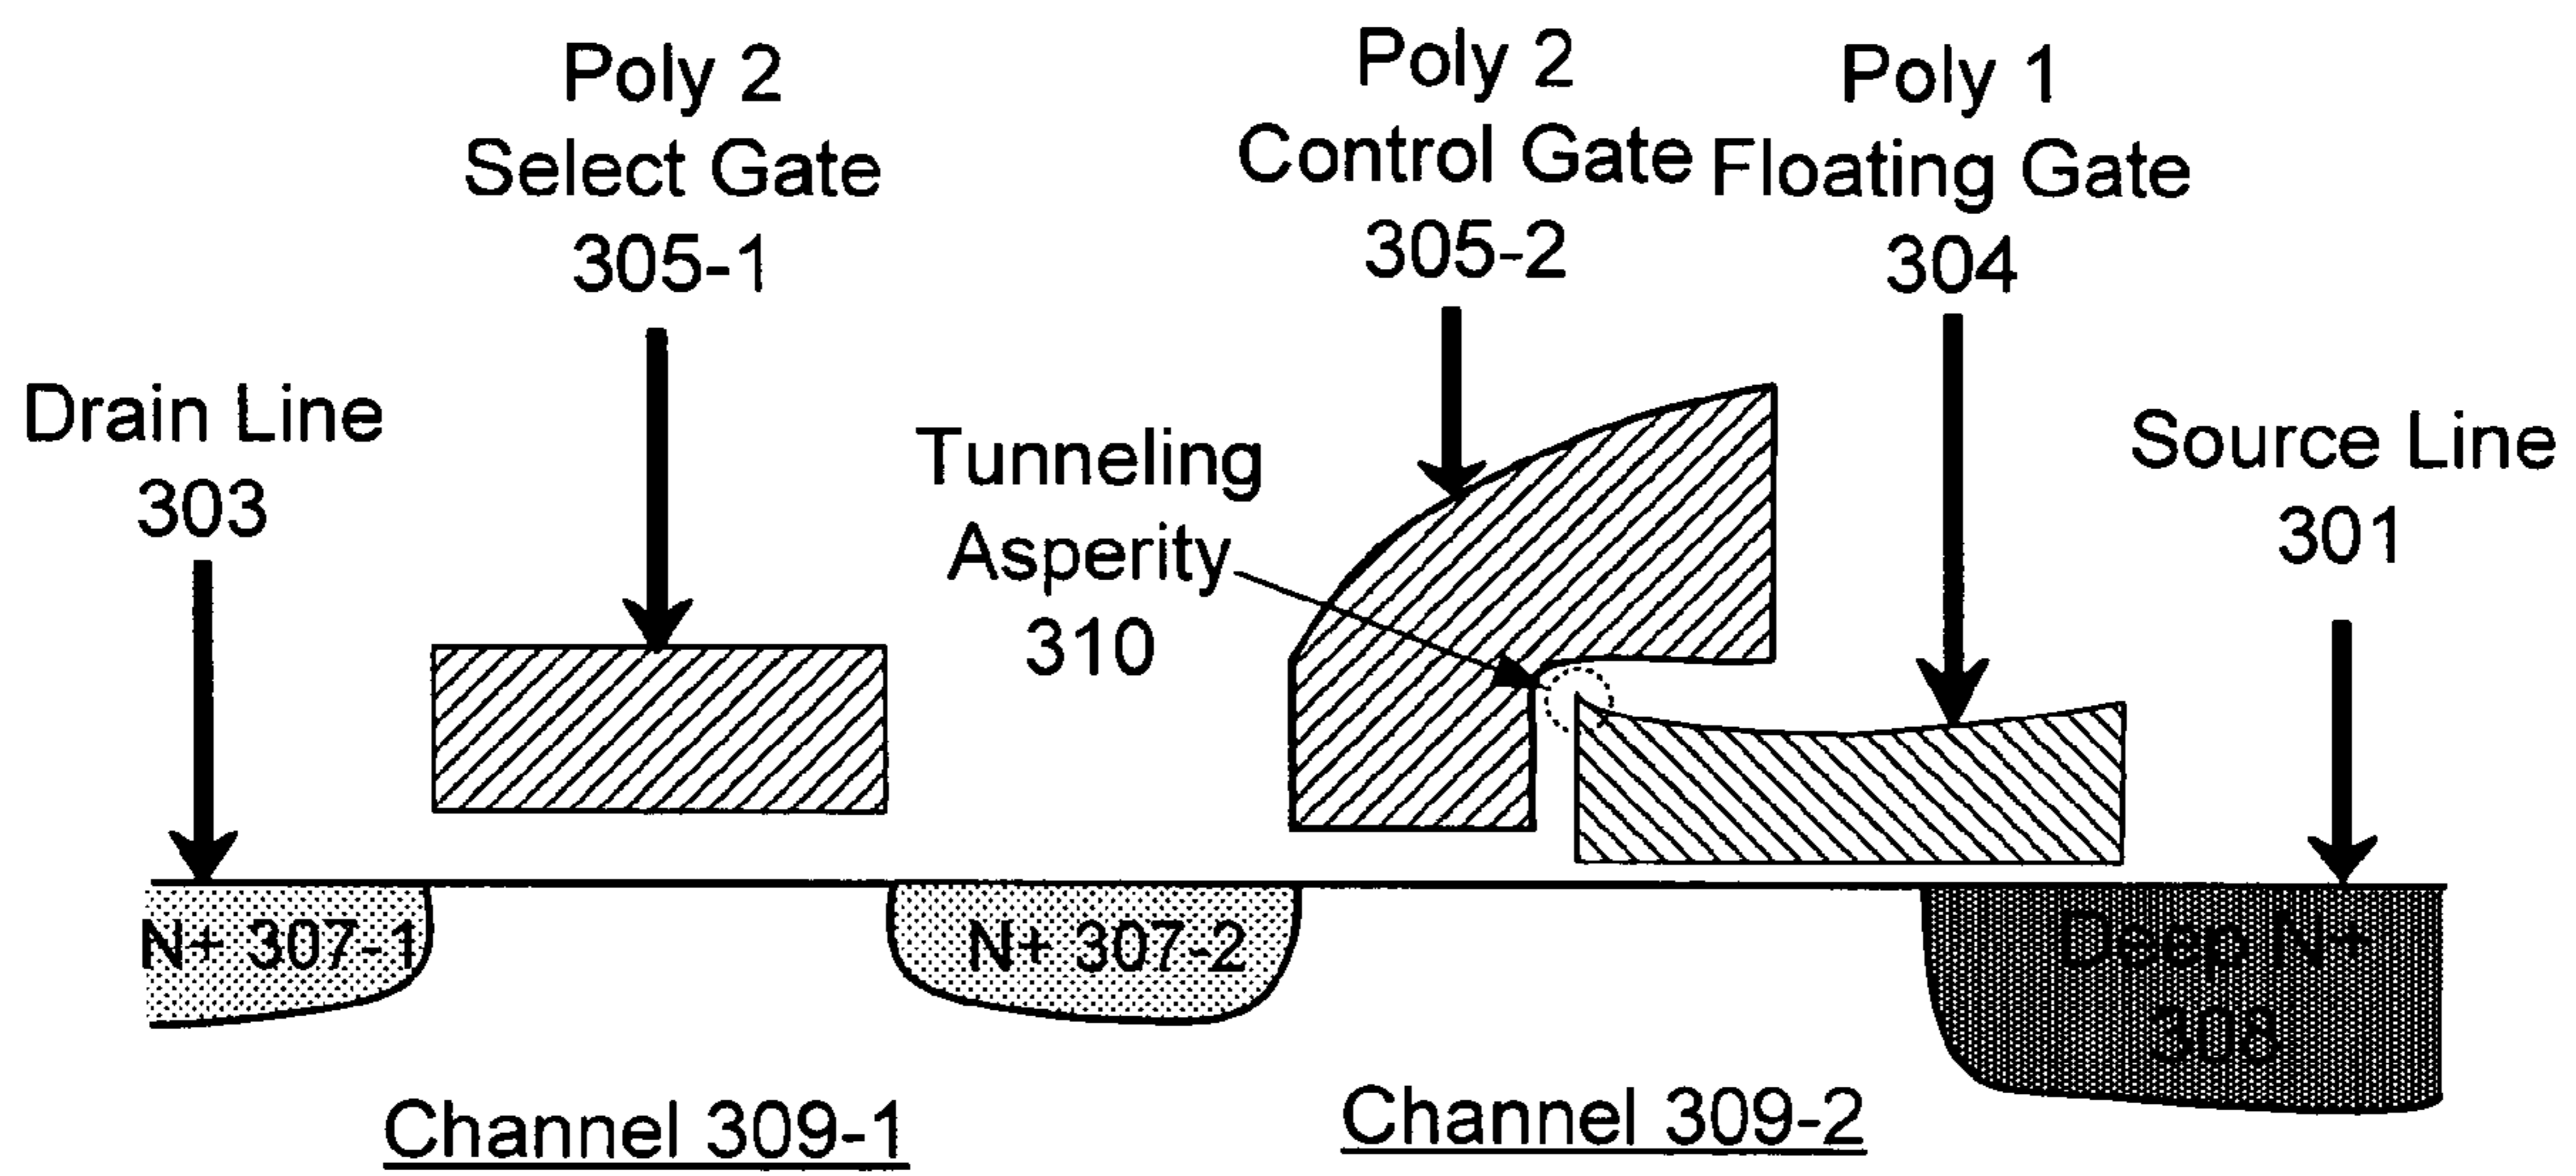 Poly 2
Select Gate
305-1
Poly 2
Control Gate
305-2
Poly 1
Floating Gate
304
Drain Line
303
Tunneling
Asperity
310
Source Line
301
N+ 307-1
N+ 307-2
Deep N+
308
Channel 309-1
Channel 309-2